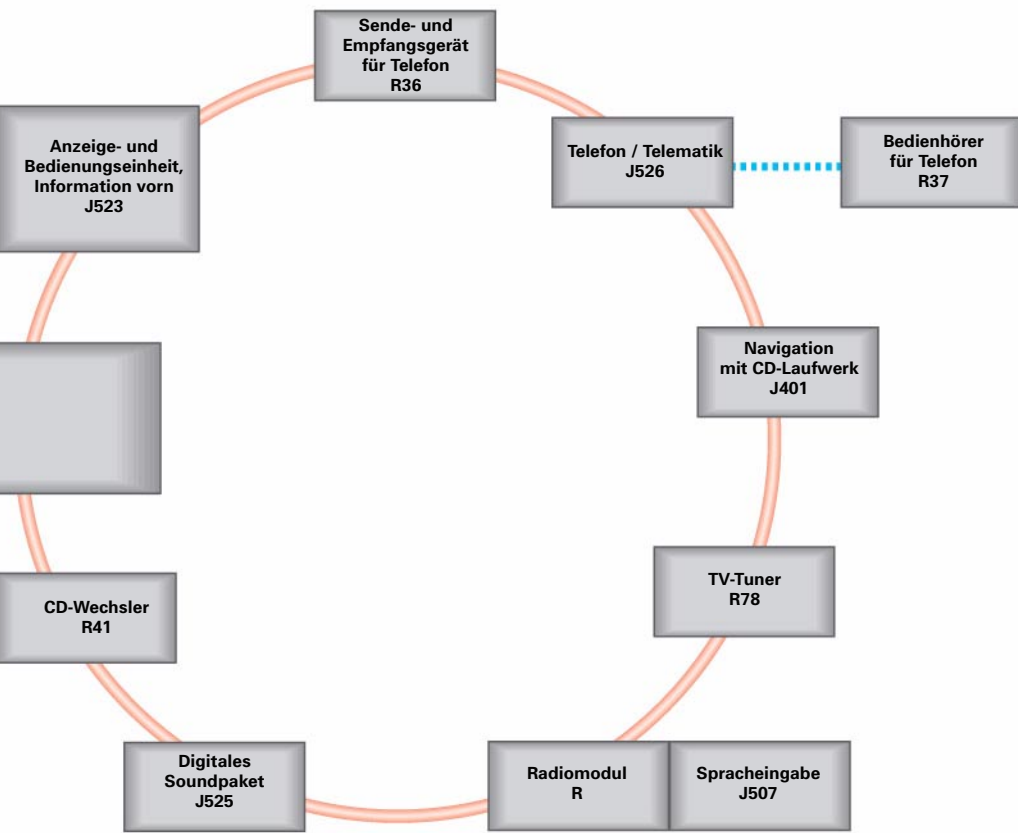 Sende- und
Empfangsgerät
für Telefon
R36
Anzeige- und
Bedienungseinheit,
Information vorn
J523
Telefon / Telematik
J526
Bedienhörer
für Telefon
R37
Navigation
mit CD-Laufwerk
J401
TV-Tuner
R78
CD-Wechsler
R41
Digitales
Soundpaket
J525
Radiomodul
R
Spracheingabe
J507